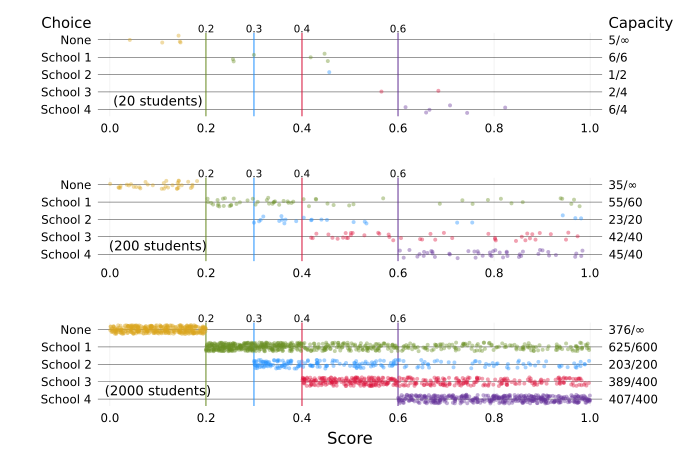 Choice Capacity
0.2 0.3 0.4 0.6
None 5/∞
School 1 6/6
School 2 1/2
School 3 2/4
(20 students)
School 4 6/4
0.0 0.2 0.4 0.6 0.8 1.0
0.2 0.3 0.4 0.6
None 35/∞
School 1 55/60
School 2 23/20
School 3 42/40
(200 students)
School 4 45/40
0.0 0.2 0.4 0.6 0.8 1.0
0.2 0.3 0.4 0.6
None 376/∞
School 1 625/600
School 2 203/200
School 3 389/400
(2000 students)
School 4 407/400
0.0 0.2 0.4 0.6 0.8 1.0
Score